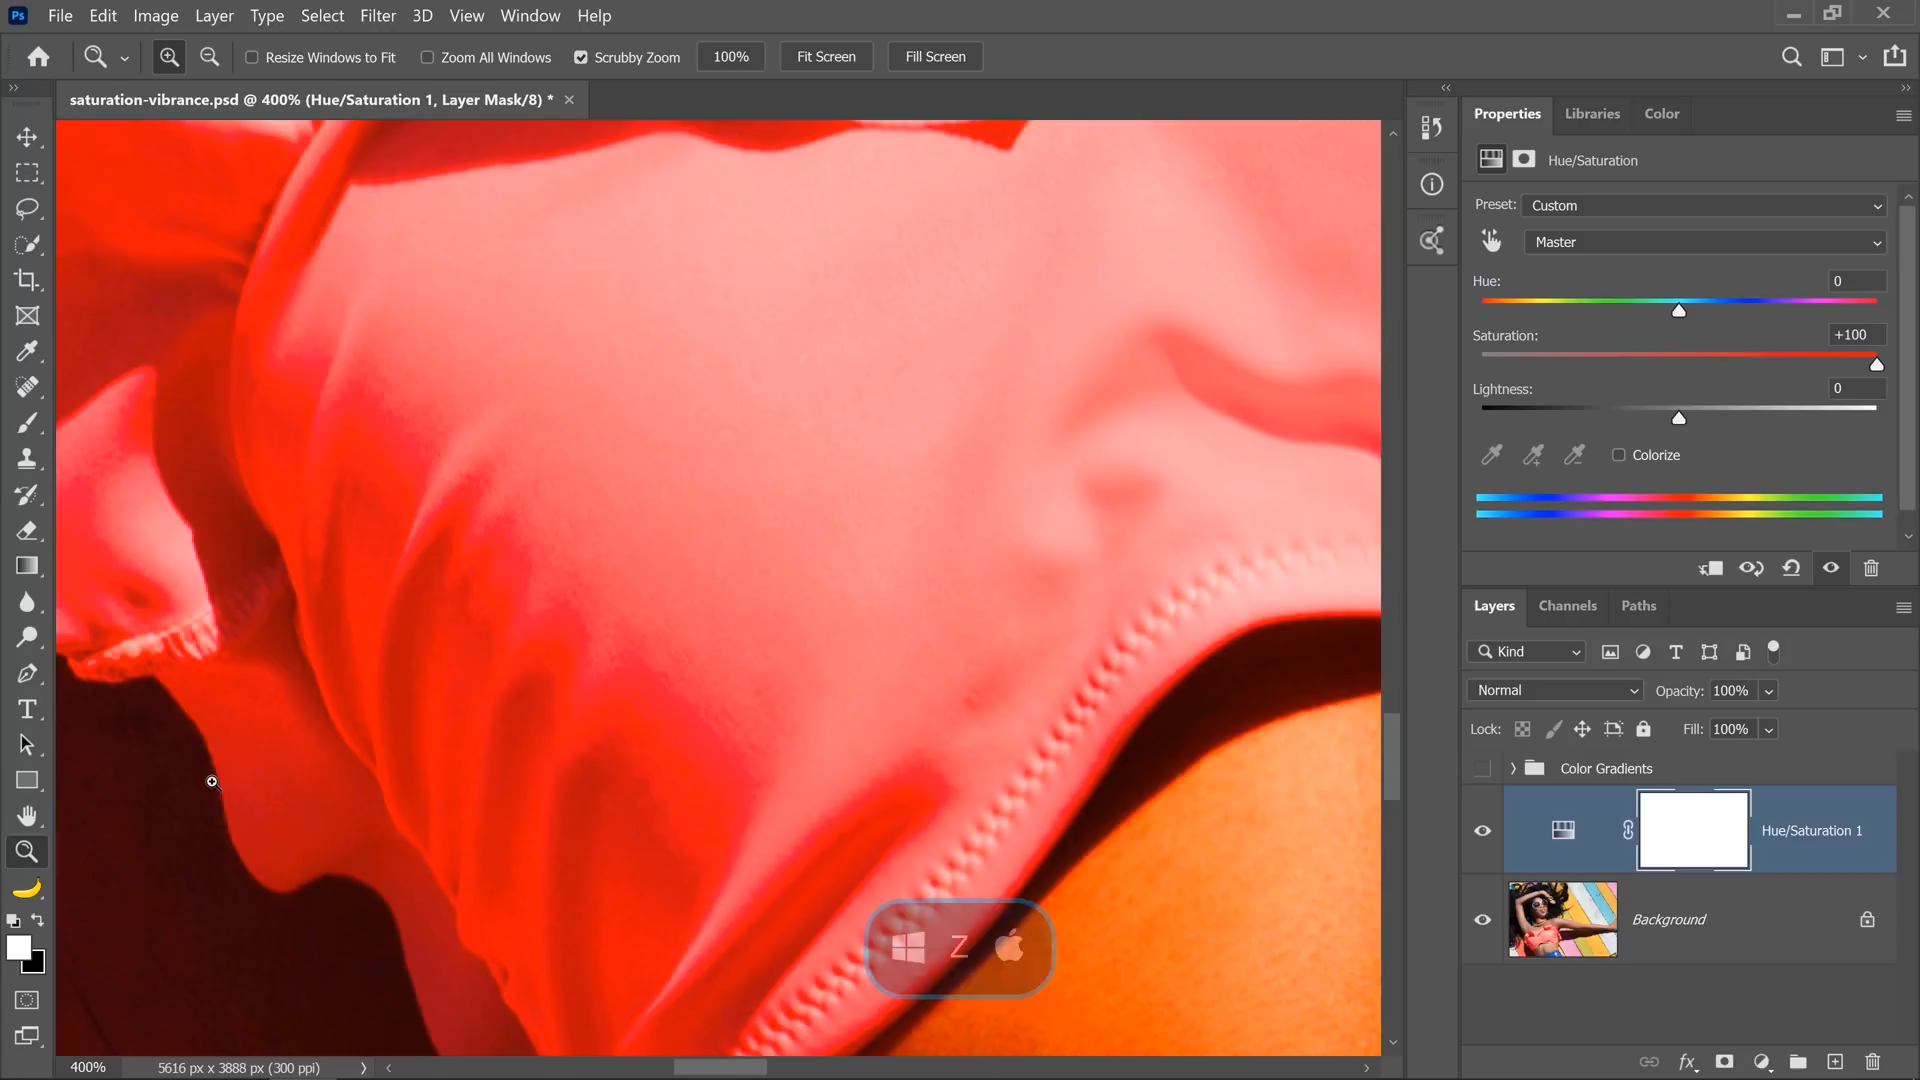 Ps File Edit Image Layer Type Select Filter 3D View Window Help
Resize Windows to Fit Zoom All Windows Scrubby Zoom 100% Fit Screen Fill Screen
saturation-vibrance.psd @ 400% (Hue/Saturation 1, Layer Mask/8) *
Properties Libraries Color
Hue/Saturation
Preset: Custom
Master
Hue: 0
Saturation: +100
Lightness: 0
Colorize
Layers Channels Paths
Kind
Normal Opacity: 100%
Lock: Fill: 100%
Color Gradients
Hue/Saturation 1
Background
Z
400% 5616 px x 3888 px (300 ppi)